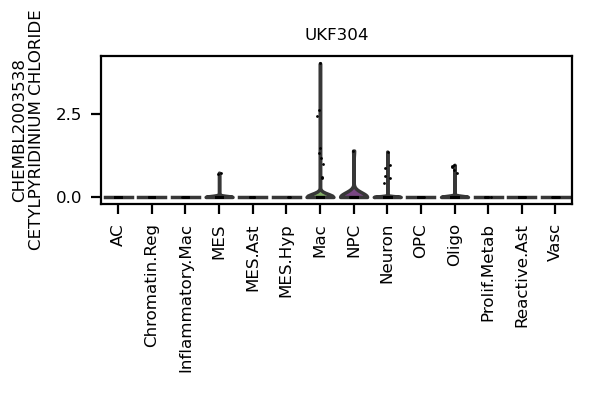 UKF304
CHEMBL2003538
CETYLPYRIDINIUM CHLORIDE
2.5
0.0
AC
Chromatin.Reg
Inflammatory.Mac
MES
MES.Ast
MES.Hyp
Mac
NPC
Neuron
OPC
Oligo
Prolif.Metab
Reactive.Ast
Vasc